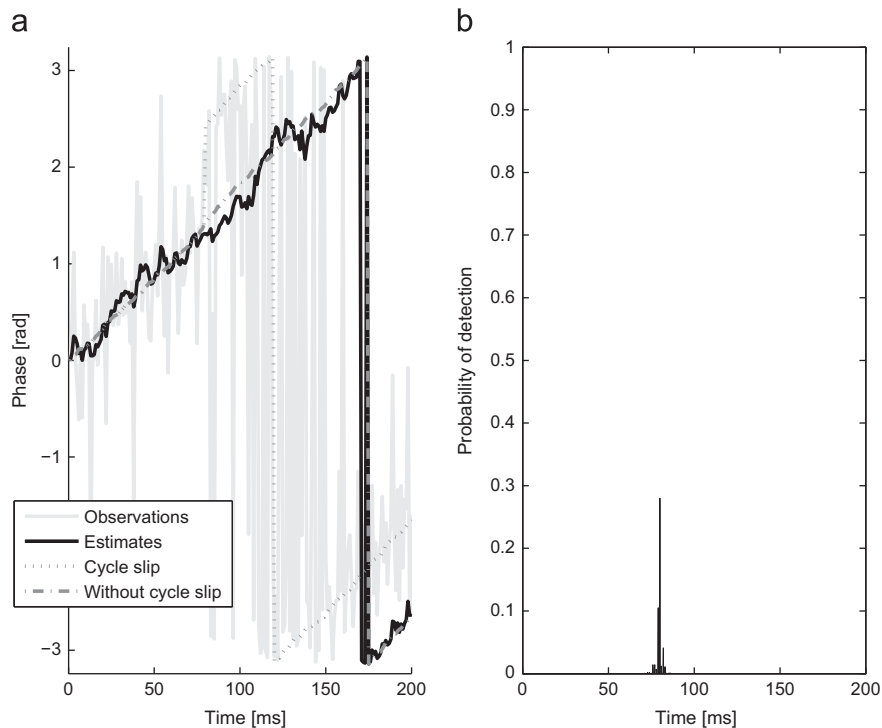 a
3
2
1
0
−1
−3
Phase [rad]
Observations
Estimates
Cycle slip
Without cycle slip
0
50
100
150
200
Time [ms]
b
1
0.9
0.8
0.7
0.6
0.5
0.4
0.3
0.2
0.1
0
Probability of detection
0
50
100
150
200
Time [ms]